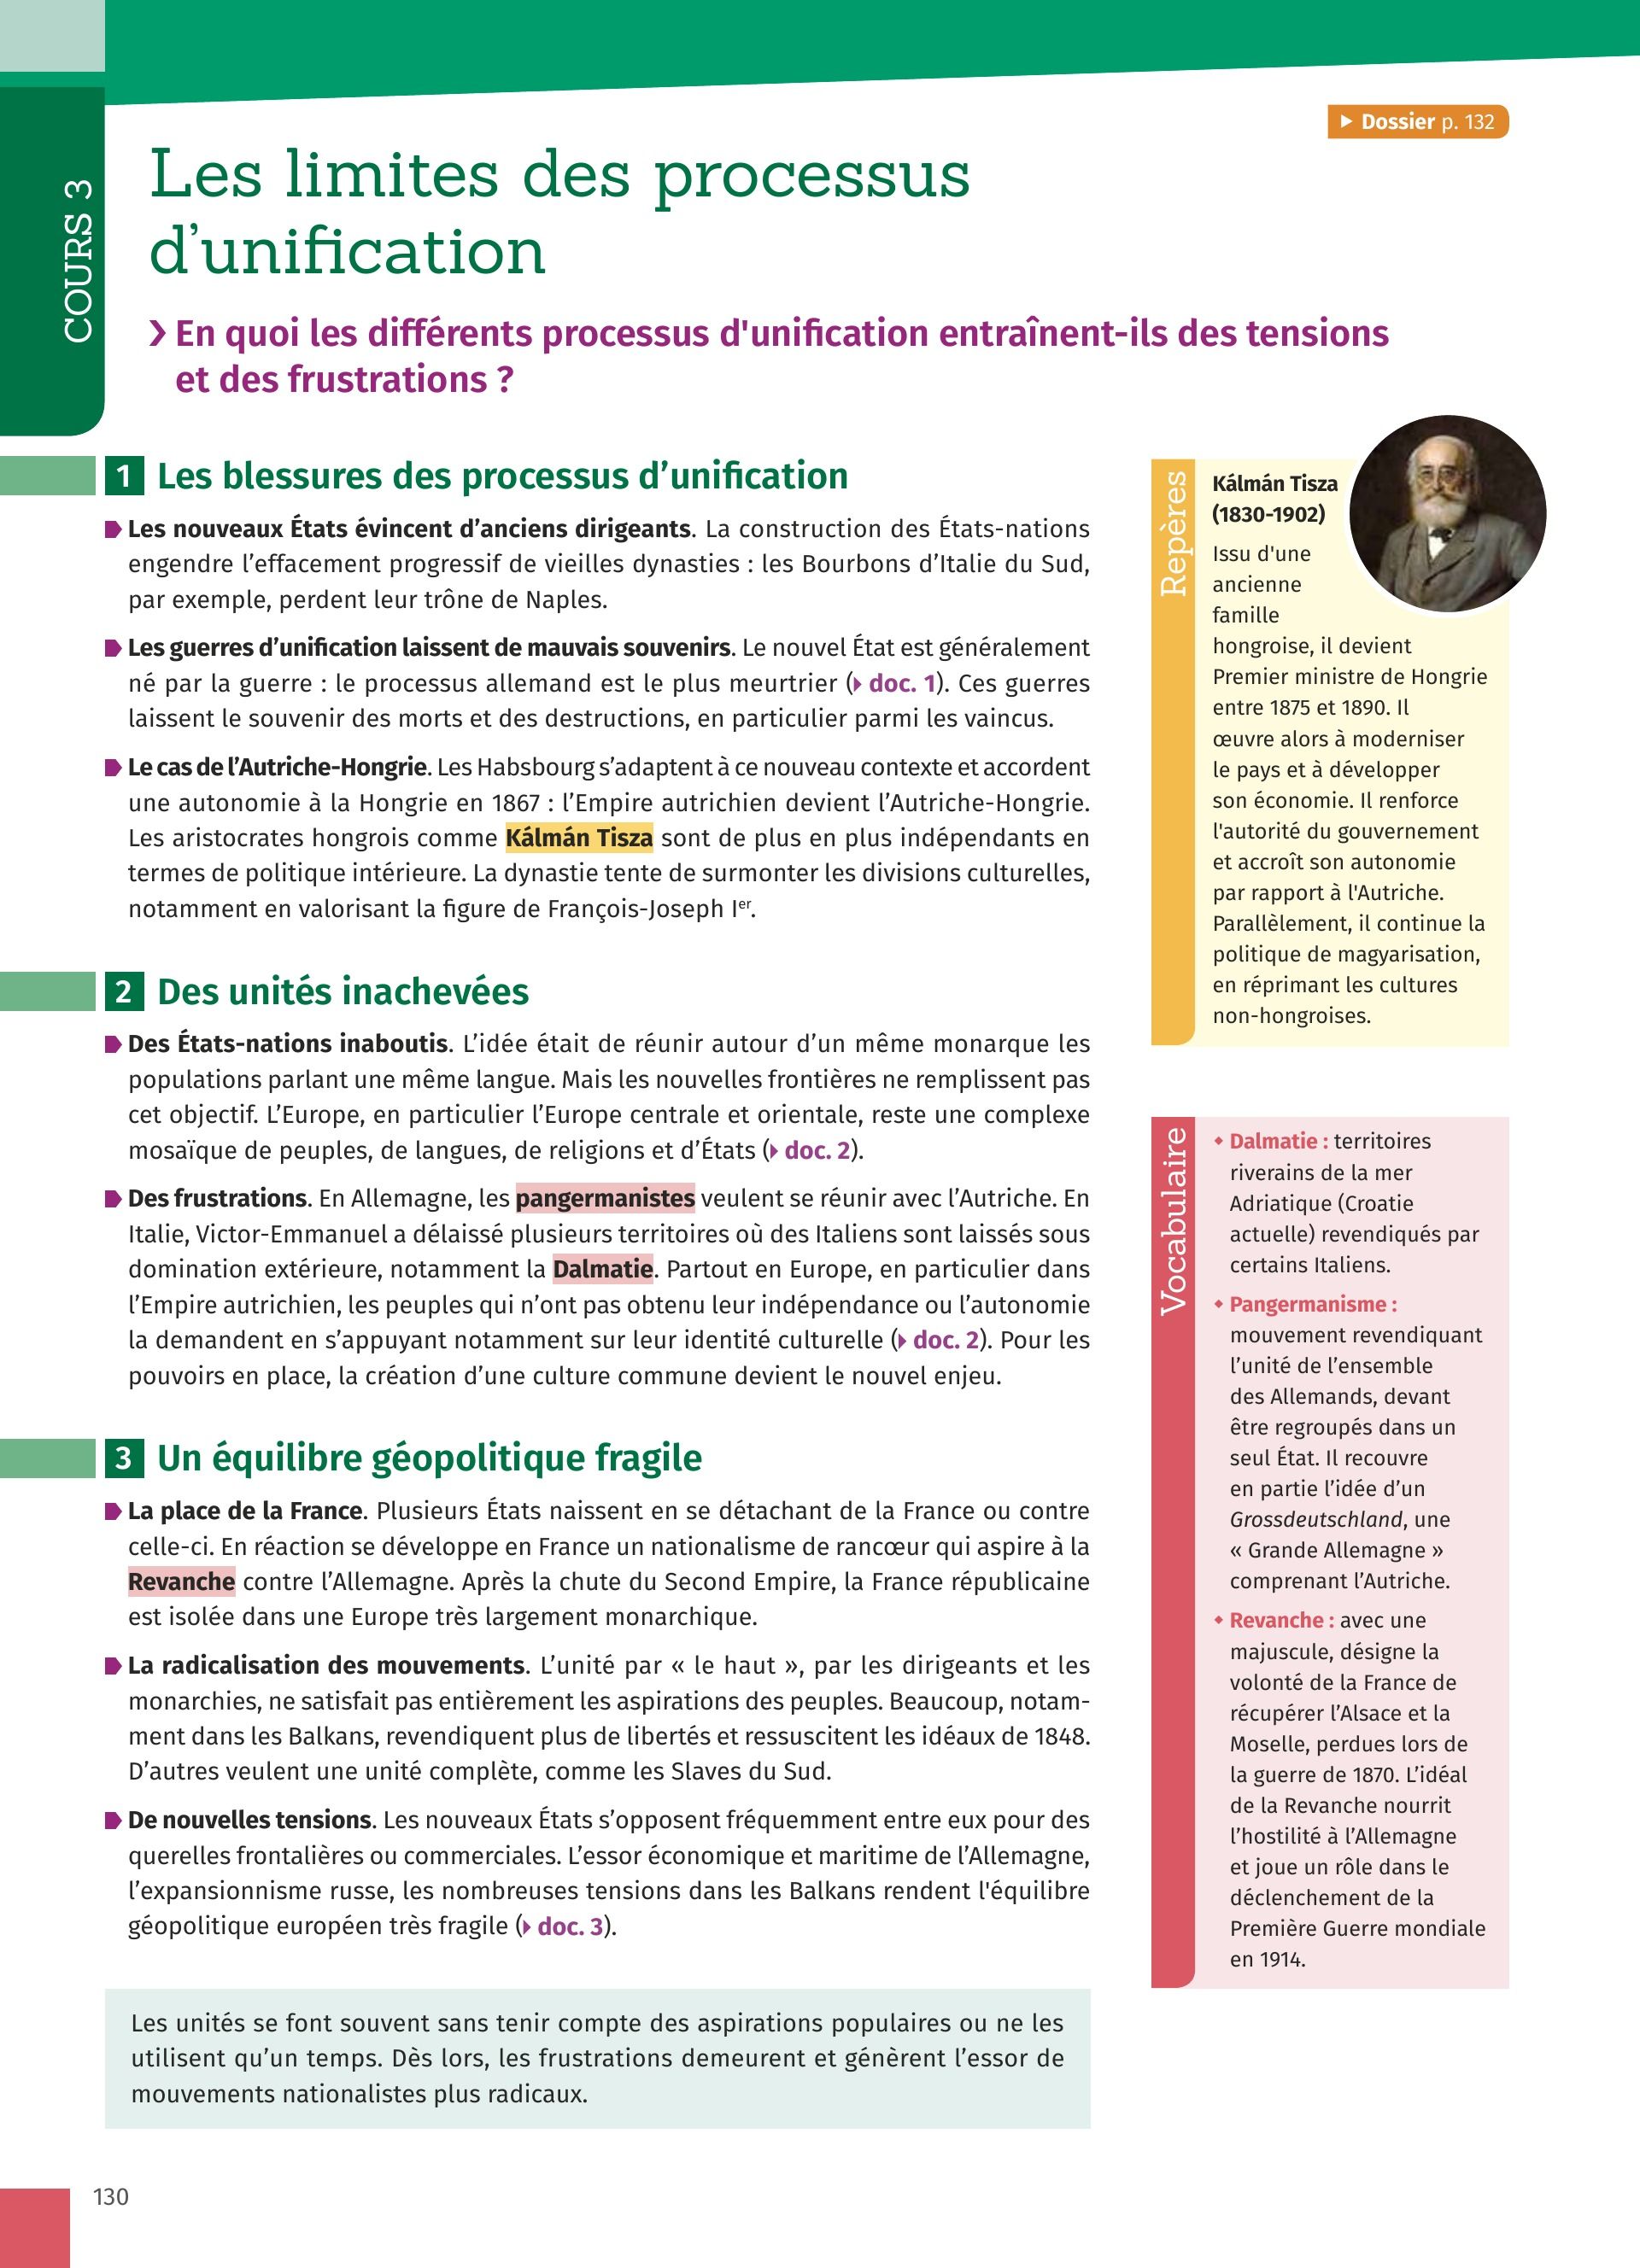 ▶ Dossier p. 132
COURS 3
Les limites des processus
d’unification
❯ En quoi les différents processus d'unification entraînent-ils des tensions
et des frustrations ?
1 Les blessures des processus d’unification
Les nouveaux États évincent d’anciens dirigeants. La construction des États-nations
engendre l’effacement progressif de vieilles dynasties : les Bourbons d’Italie du Sud,
par exemple, perdent leur trône de Naples.
Les guerres d’unification laissent de mauvais souvenirs. Le nouvel État est généralement
né par la guerre : le processus allemand est le plus meurtrier (▶ doc. 1). Ces guerres
laissent le souvenir des morts et des destructions, en particulier parmi les vaincus.
Le cas de l’Autriche-Hongrie. Les Habsbourg s’adaptent à ce nouveau contexte et accordent
une autonomie à la Hongrie en 1867 : l’Empire autrichien devient l’Autriche-Hongrie.
Les aristocrates hongrois comme Kálmán Tisza sont de plus en plus indépendants en
termes de politique intérieure. La dynastie tente de surmonter les divisions culturelles,
notamment en valorisant la figure de François-Joseph Ier.
2 Des unités inachevées
Des États-nations inaboutis. L’idée était de réunir autour d’un même monarque les
populations parlant une même langue. Mais les nouvelles frontières ne remplissent pas
cet objectif. L’Europe, en particulier l’Europe centrale et orientale, reste une complexe
mosaïque de peuples, de langues, de religions et d’États (▶ doc. 2).
Des frustrations. En Allemagne, les pangermanistes veulent se réunir avec l’Autriche. En
Italie, Victor-Emmanuel a délaissé plusieurs territoires où des Italiens sont laissés sous
domination extérieure, notamment la Dalmatie. Partout en Europe, en particulier dans
l’Empire autrichien, les peuples qui n’ont pas obtenu leur indépendance ou l’autonomie
la demandent en s’appuyant notamment sur leur identité culturelle (▶ doc. 2). Pour les
pouvoirs en place, la création d’une culture commune devient le nouvel enjeu.
3 Un équilibre géopolitique fragile
La place de la France. Plusieurs États naissent en se détachant de la France ou contre
celle-ci. En réaction se développe en France un nationalisme de rancœur qui aspire à la
Revanche contre l’Allemagne. Après la chute du Second Empire, la France républicaine
est isolée dans une Europe très largement monarchique.
La radicalisation des mouvements. L’unité par « le haut », par les dirigeants et les
monarchies, ne satisfait pas entièrement les aspirations des peuples. Beaucoup, notam-
ment dans les Balkans, revendiquent plus de libertés et ressuscitent les idéaux de 1848.
D’autres veulent une unité complète, comme les Slaves du Sud.
De nouvelles tensions. Les nouveaux États s’opposent fréquemment entre eux pour des
querelles frontalières ou commerciales. L’essor économique et maritime de l’Allemagne,
l’expansionnisme russe, les nombreuses tensions dans les Balkans rendent l'équilibre
géopolitique européen très fragile (▶ doc. 3).
Les unités se font souvent sans tenir compte des aspirations populaires ou ne les
utilisent qu’un temps. Dès lors, les frustrations demeurent et génèrent l’essor de
mouvements nationalistes plus radicaux.
Repères
Kálmán Tisza
(1830-1902)
Issu d'une
ancienne
famille
hongroise, il devient
Premier ministre de Hongrie
entre 1875 et 1890. Il
œuvre alors à moderniser
le pays et à développer
son économie. Il renforce
l'autorité du gouvernement
et accroît son autonomie
par rapport à l'Autriche.
Parallèlement, il continue la
politique de magyarisation,
en réprimant les cultures
non-hongroises.
Vocabulaire
Dalmatie : territoires
riverains de la mer
Adriatique (Croatie
actuelle) revendiqués par
certains Italiens.
Pangermanisme :
mouvement revendiquant
l’unité de l’ensemble
des Allemands, devant
être regroupés dans un
seul État. Il recouvre
en partie l’idée d’un
Grossdeutschland, une
« Grande Allemagne »
comprenant l’Autriche.
Revanche : avec une
majuscule, désigne la
volonté de la France de
récupérer l’Alsace et la
Moselle, perdues lors de
la guerre de 1870. L’idéal
de la Revanche nourrit
l’hostilité à l’Allemagne
et joue un rôle dans le
déclenchement de la
Première Guerre mondiale
en 1914.
130